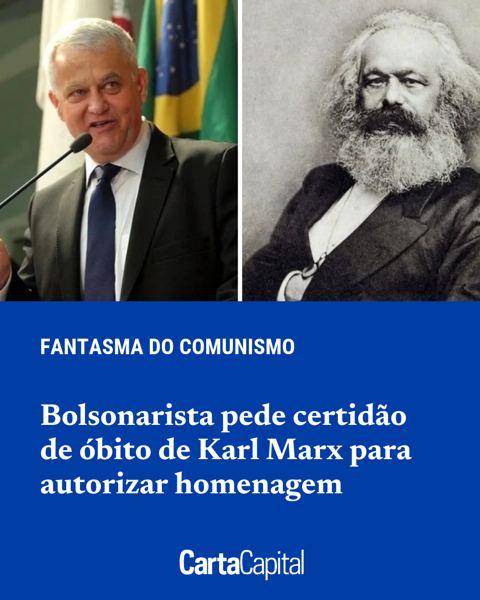 FANTASMA DO COMUNISMO
Bolsonarista pede certidão
de óbito de Karl Marx para
autorizar homenagem
CartaCapital